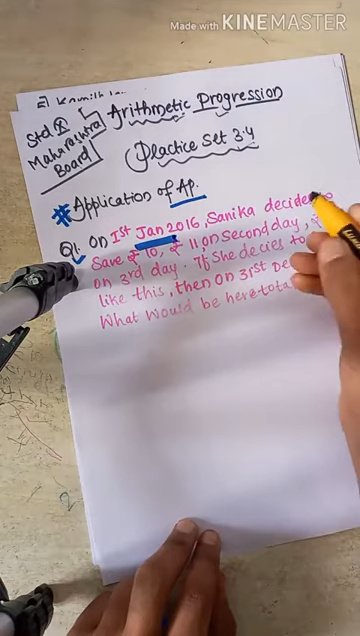 Made with KINEMASTER
Arithmetic Progression
Std X
Maharashtra
Board
Practice Set 3.4
# Application of AP.
Q1. On 1st Jan 2016, Sanika decides
Save ₹ 10, ₹ 11 on second day, ₹
on 3rd day. If she decies to
like this, then on 31st De
What would be here tota